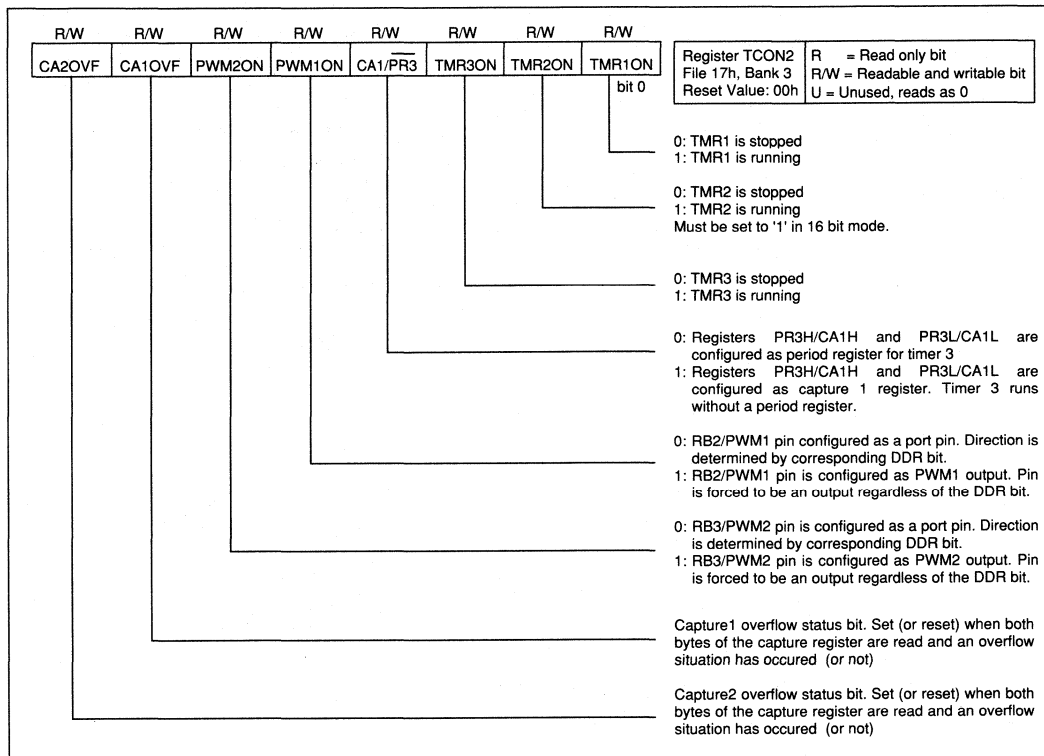 R/W R/W R/W R/W R/W R/W R/W R/W
CA2OVF CA1OVF PWM2ON PWM1ON CA1/PR3 TMR3ON TMR2ON TMR1ON
bit 0
Register TCON2
File 17h, Bank 3
Reset Value: 00h
R = Read only bit
R/W = Readable and writable bit
U = Unused, reads as 0
0: TMR1 is stopped
1: TMR1 is running
0: TMR2 is stopped
1: TMR2 is running
Must be set to '1' in 16 bit mode.
0: TMR3 is stopped
1: TMR3 is running
0: Registers PR3H/CA1H and PR3L/CA1L are
configured as period register for timer 3
1: Registers PR3H/CA1H and PR3L/CA1L are
configured as capture 1 register. Timer 3 runs
without a period register.
0: RB2/PWM1 pin configured as a port pin. Direction is
determined by corresponding DDR bit.
1: RB2/PWM1 pin is configured as PWM1 output. Pin
is forced to be an output regardless of the DDR bit.
0: RB3/PWM2 pin is configured as a port pin. Direction
is determined by corresponding DDR bit.
1: RB3/PWM2 pin is configured as PWM2 output. Pin
is forced to be an output regardless of the DDR bit.
Capture1 overflow status bit. Set (or reset) when both
bytes of the capture register are read and an overflow
situation has occured (or not)
Capture2 overflow status bit. Set (or reset) when both
bytes of the capture register are read and an overflow
situation has occured (or not)